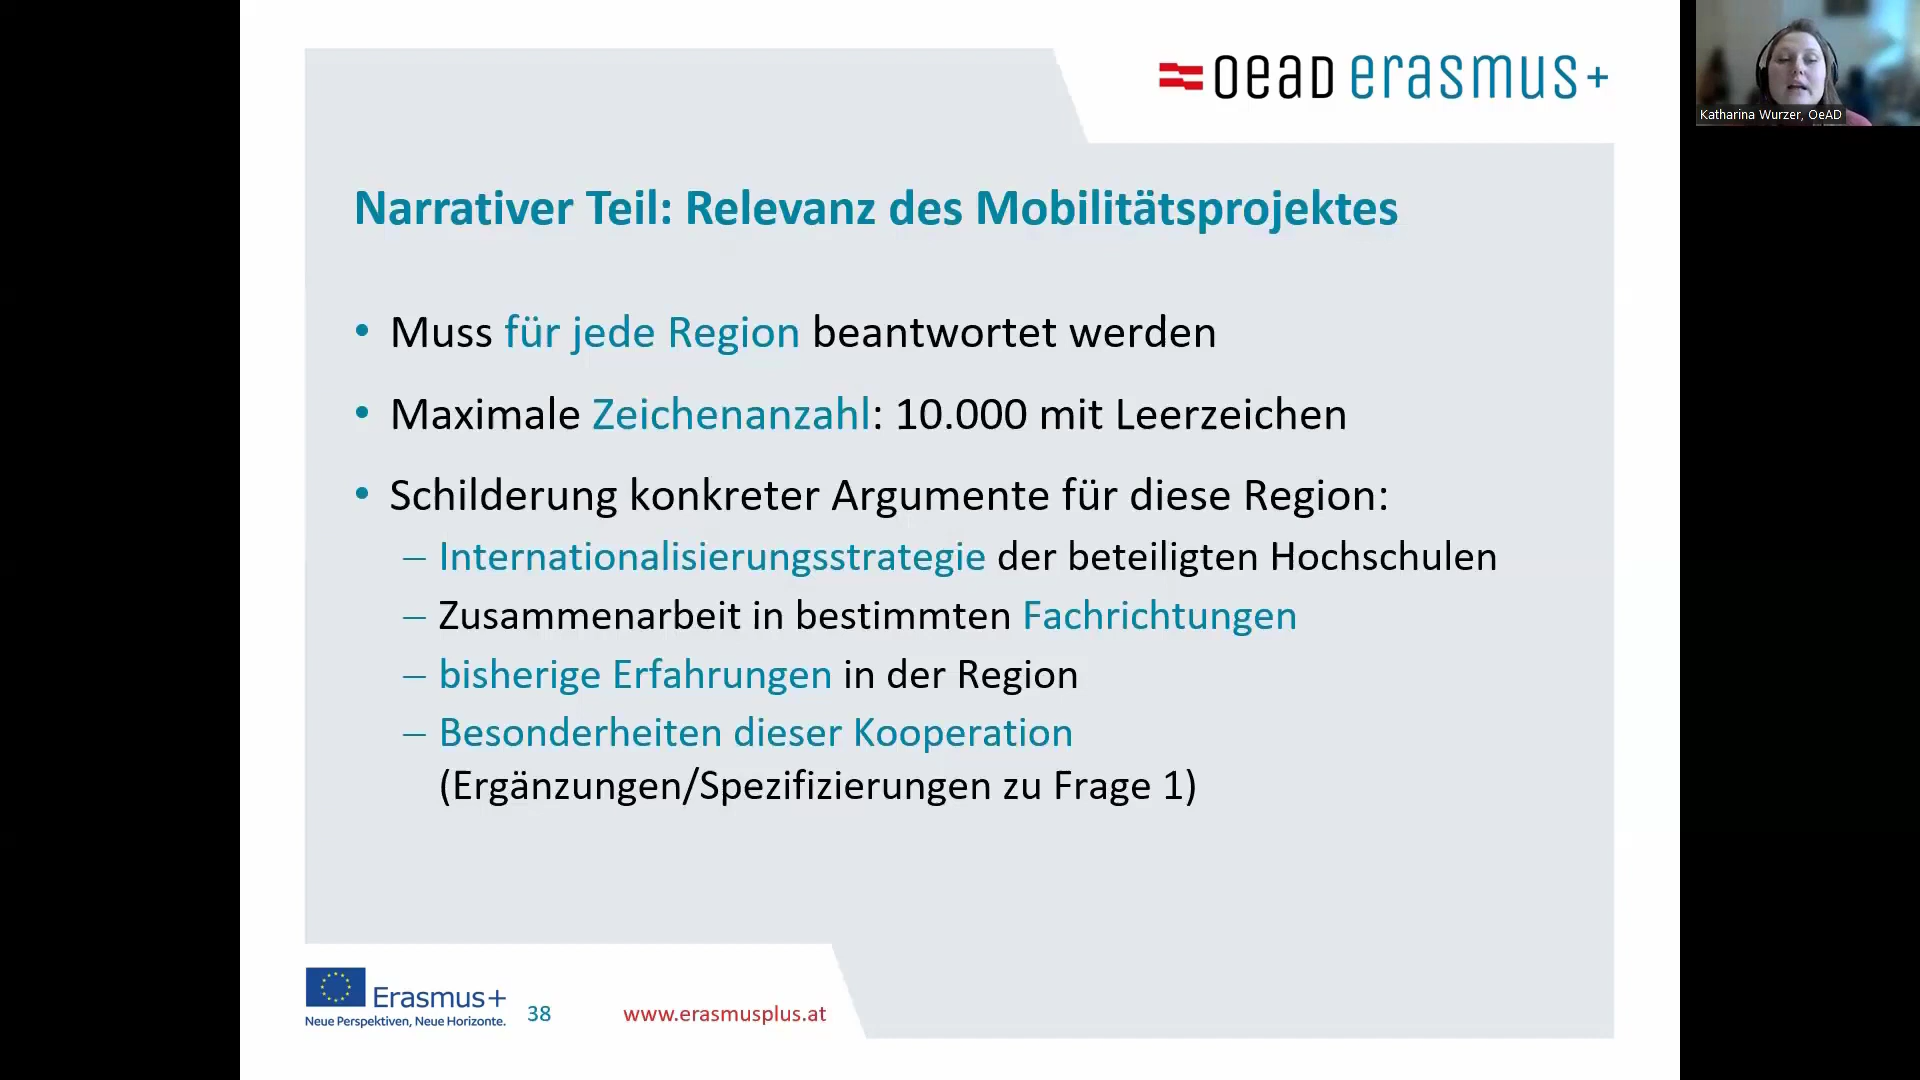 oead erasmus+
Katharina Wurzer, OeAD
Narrativer Teil: Relevanz des Mobilitätsprojektes
• Muss für jede Region beantwortet werden
• Maximale Zeichenanzahl: 10.000 mit Leerzeichen
• Schilderung konkreter Argumente für diese Region:
– Internationalisierungsstrategie der beteiligten Hochschulen
– Zusammenarbeit in bestimmten Fachrichtungen
– bisherige Erfahrungen in der Region
– Besonderheiten dieser Kooperation
(Ergänzungen/Spezifizierungen zu Frage 1)
Erasmus+
Neue Perspektiven, Neue Horizonte.
38
www.erasmusplus.at